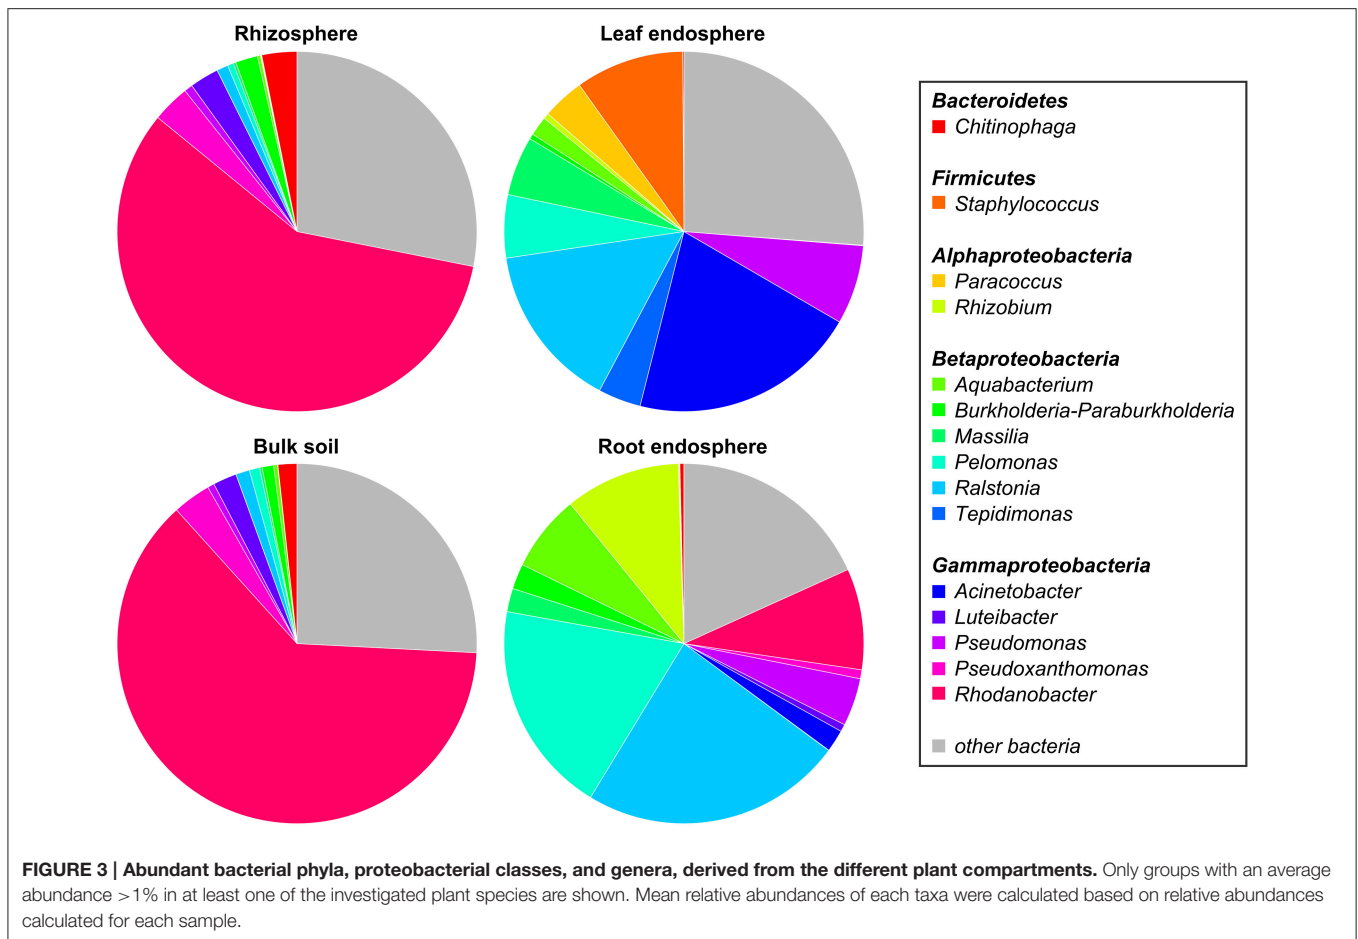 Rhizosphere
Leaf endosphere
Bulk soil
Root endosphere
Bacteroidetes
Chitinophaga
Firmicutes
Staphylococcus
Alphaproteobacteria
Paracoccus
Rhizobium
Betaproteobacteria
Aquabacterium
Burkholderia-Paraburkholderia
Massilia
Pelomonas
Ralstonia
Tepidimonas
Gammaproteobacteria
Acinetobacter
Luteibacter
Pseudomonas
Pseudoxanthomonas
Rhodanobacter
other bacteria
FIGURE 3 | Abundant bacterial phyla, proteobacterial classes, and genera, derived from the different plant compartments. Only groups with an average
abundance >1% in at least one of the investigated plant species are shown. Mean relative abundances of each taxa were calculated based on relative abundances
calculated for each sample.